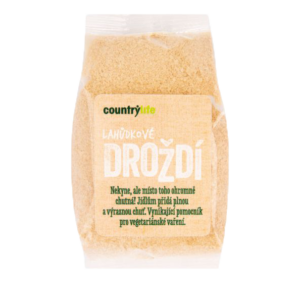 countrylife
LAHŮDKOVÉ
DROŽDÍ
Nekyne, ale místo toho ohromně
chutná! Jídlům přidá plnou
a výraznou chuť. Vynikající pomocník
pro vegetariánské vaření.